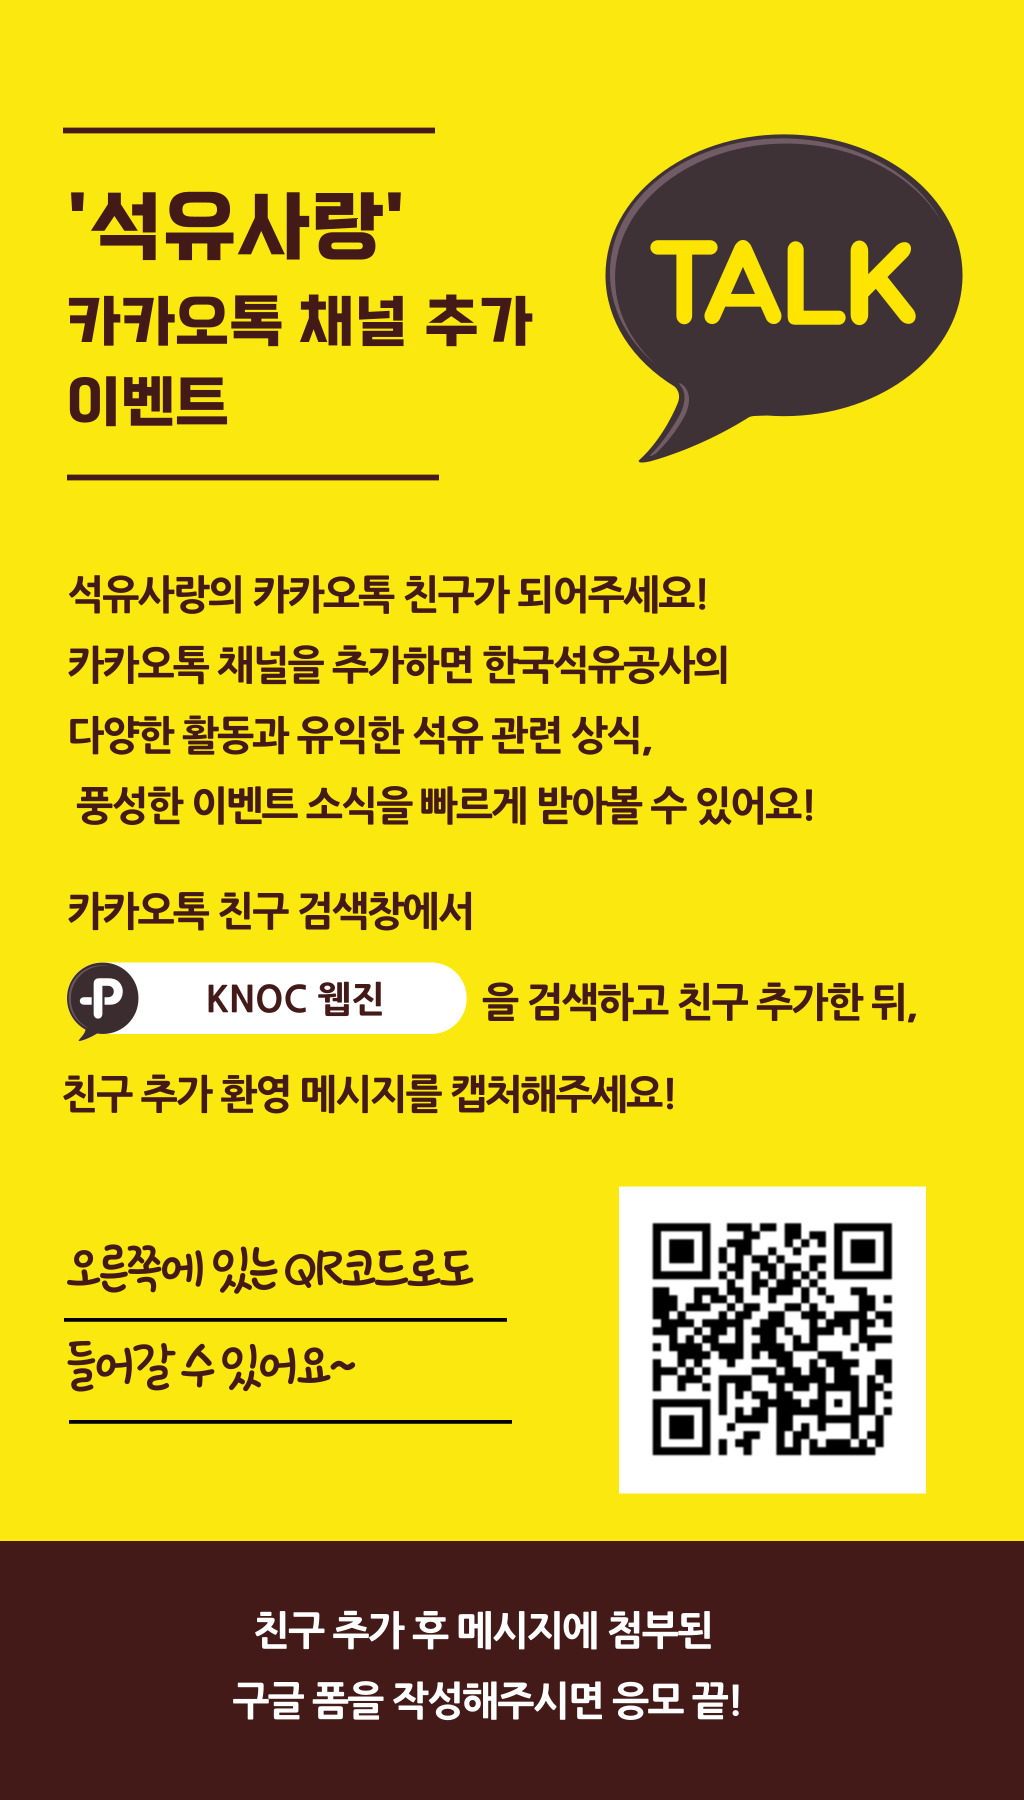 '석유사랑'
카카오톡 채널 추가
이벤트
TALK
석유사랑의 카카오톡 친구가 되어주세요!
카카오톡 채널을 추가하면 한국석유공사의
다양한 활동과 유익한 석유 관련 상식,
풍성한 이벤트 소식을 빠르게 받아볼 수 있어요!
카카오톡 친구 검색창에서
KNOC 웹진 을 검색하고 친구 추가한 뒤,
친구 추가 환영 메시지를 캡처해주세요!
오른쪽에 있는 QR코드로도
들어갈 수 있어요~
친구 추가 후 메시지에 첨부된
구글 폼을 작성해주시면 응모 끝!